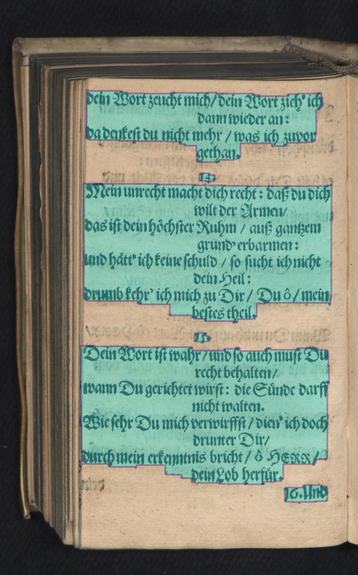 dein Wort zeucht mich/dein Wort zieh' ich
dann wieder an:
da denkest du nicht mehr / was ich zuvor
gethan.
14.
Mein unrecht macht dich recht: daß du dich
wilt der Armen/
das ist dein höchster Ruhm / auß gantzem
grund' erbarmen:
und hätt' ich keine schuld / so sucht ich nicht
dein Heil:
drumb kehr' ich mich zu Dir / Du ô / mein
bestes theil.
15.
Dein Wort ist wahr/und so auch must Du
recht behalten/
wann Du gerichtet wirst: die Sünde darff
nicht walten.
Wie sehr Du mich verwirffst / dien' ich doch
drunter Dir/
durch mein erkenntnis bricht / ô HERR /
dein Lob herfür.
16. Und